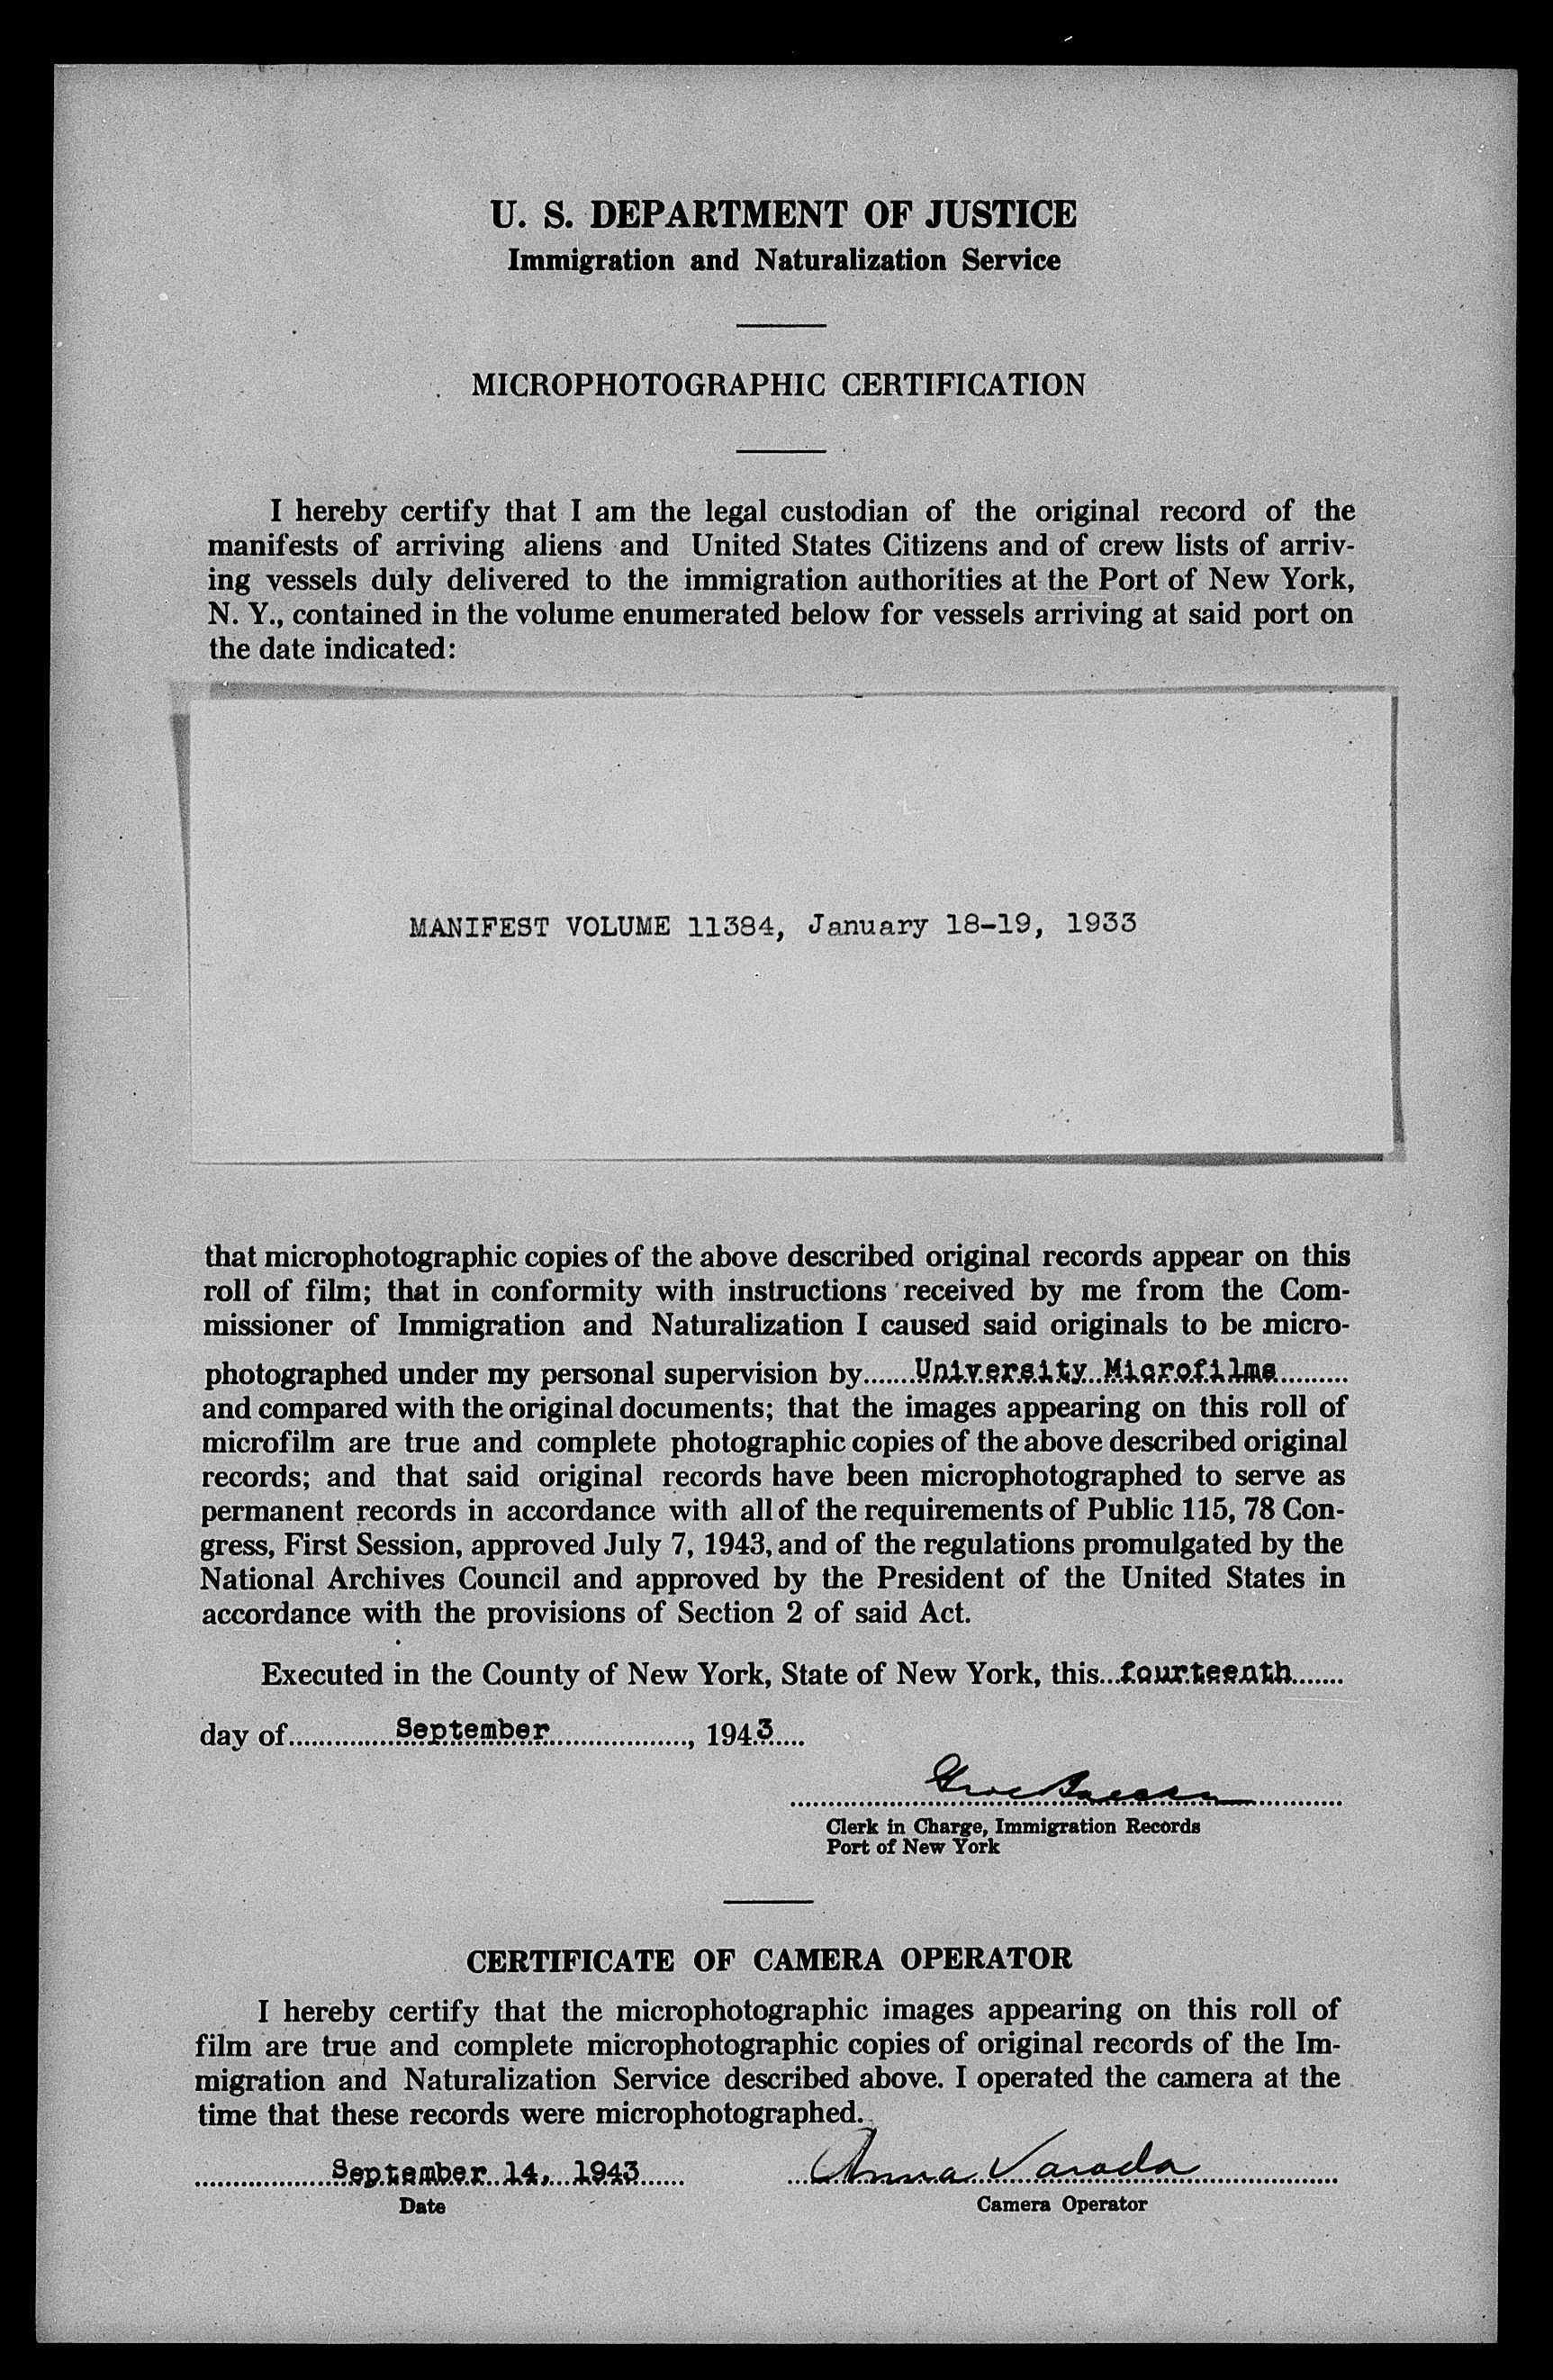 U. S. DEPARTMENT OF JUSTICE
Immigration and Naturalization Service
MICROPHOTOGRAPHIC CERTIFICATION
I hereby certify that I am the legal custodian of the original record of the
manifests of arriving aliens and United States Citizens and of crew lists of arriv-
ing vessels duly delivered to the immigration authorities at the Port of New York,
N. Y., contained in the volume enumerated below for vessels arriving at said port on
the date indicated:
MANIFEST VOLUME 11384, January 18-19, 1933
that microphotographic copies of the above described original records appear on this
roll of film; that in conformity with instructions received by me from the Com-
missioner of Immigration and Naturalization I caused said originals to be micro-
photographed under my personal supervision by University Microfilms
and compared with the original documents; that the images appearing on this roll of
microfilm are true and complete photographic copies of the above described original
records; and that said original records have been microphotographed to serve as
permanent records in accordance with all of the requirements of Public 115, 78 Con-
gress, First Session, approved July 7, 1943, and of the regulations promulgated by the
National Archives Council and approved by the President of the United States in
accordance with the provisions of Section 2 of said Act.
Executed in the County of New York, State of New York, this fourteenth
day of September, 1943
Clerk in Charge, Immigration Records
Port of New York
CERTIFICATE OF CAMERA OPERATOR
I hereby certify that the microphotographic images appearing on this roll of
film are true and complete microphotographic copies of original records of the Im-
migration and Naturalization Service described above. I operated the camera at the
time that these records were microphotographed.
September 14, 1943 Anna Varada
Date Camera Operator